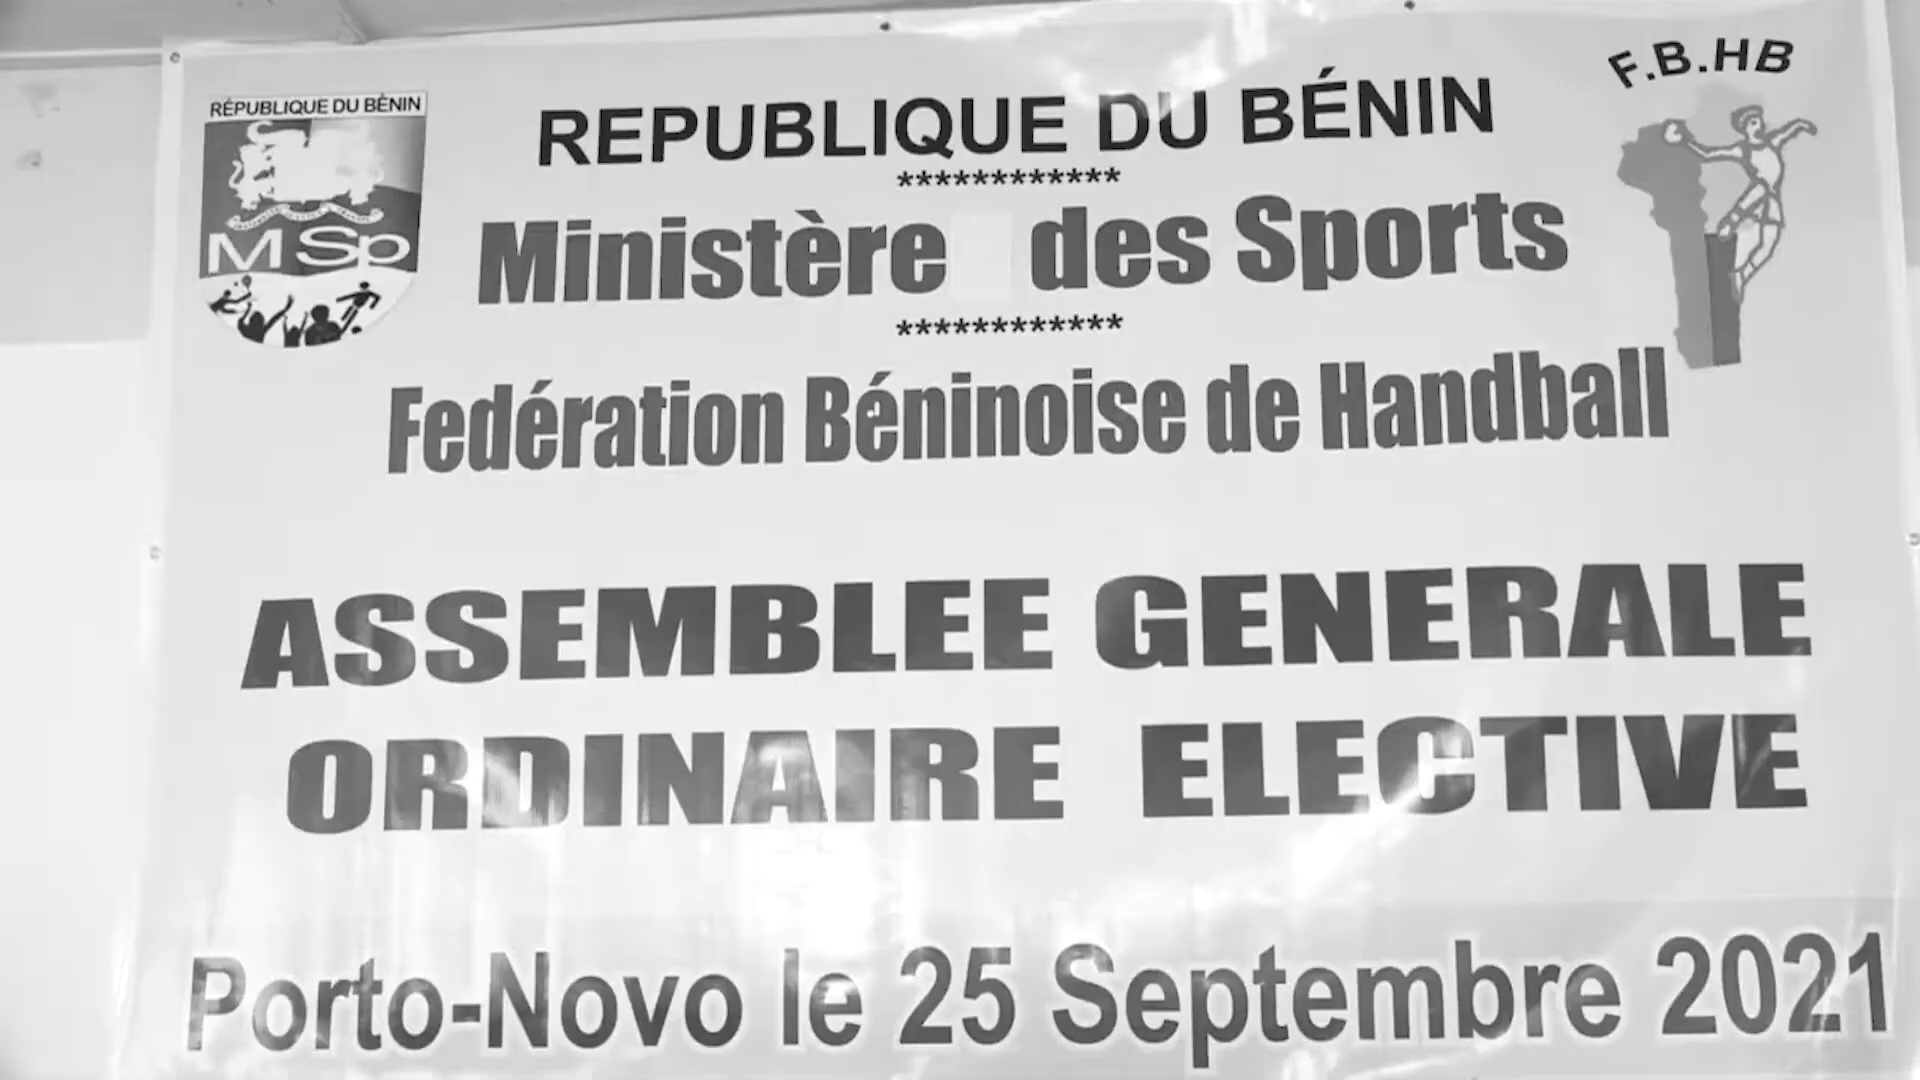 RÉPUBLIQUE DU BÉNIN
MSp
F.B.HB
REPUBLIQUE DU BÉNIN
************
Ministère des Sports
************
Fedération Béninoise de Handball
ASSEMBLEE GENERALE
ORDINAIRE ELECTIVE
Porto-Novo le 25 Septembre 2021